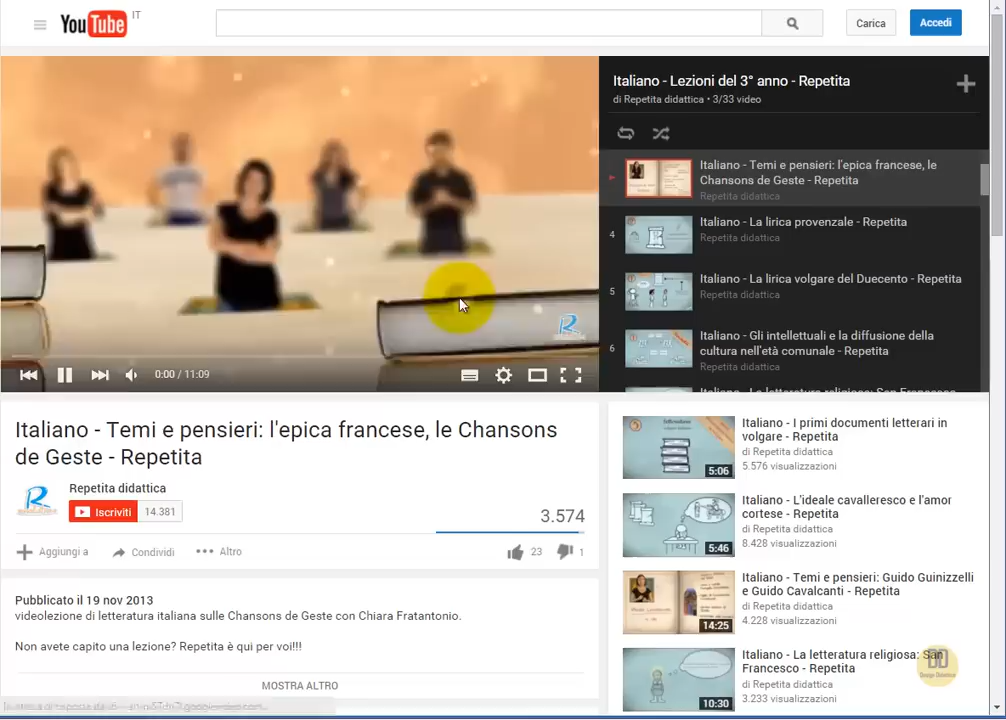 YouTube IT
Carica
Accedi
Italiano - Lezioni del 3° anno - Repetita
di Repetita didattica • 3/33 video
Italiano - Temi e pensieri: l'epica francese, le
Chansons de Geste - Repetita
Repetita didattica
4
Italiano - La lirica provenzale - Repetita
Repetita didattica
5
Italiano - La lirica volgare del Duecento - Repetita
Repetita didattica
6
Italiano - Gli intellettuali e la diffusione della
cultura nell'età comunale - Repetita
Repetita didattica
0:00 / 11:09
Italiano - Temi e pensieri: l'epica francese, le Chansons
de Geste - Repetita
Repetita didattica
Iscriviti 14.381
3.574
Aggiungi a
Condividi
Altro
23
1
Pubblicato il 19 nov 2013
videolezione di letteratura italiana sulle Chansons de Geste con Chiara Fratantonio.
Non avete capito una lezione? Repetita è qui per voi!!!
MOSTRA ALTRO
Italiano - I primi documenti letterari in
volgare - Repetita
di Repetita didattica
5.576 visualizzazioni
5:06
Italiano - L'ideale cavalleresco e l'amor
cortese - Repetita
di Repetita didattica
8.428 visualizzazioni
5:46
Italiano - Temi e pensieri: Guido Guinizzelli
e Guido Cavalcanti - Repetita
di Repetita didattica
4.228 visualizzazioni
14:25
Italiano - La letteratura religiosa: San
Francesco - Repetita
di Repetita didattica
3.233 visualizzazioni
10:30